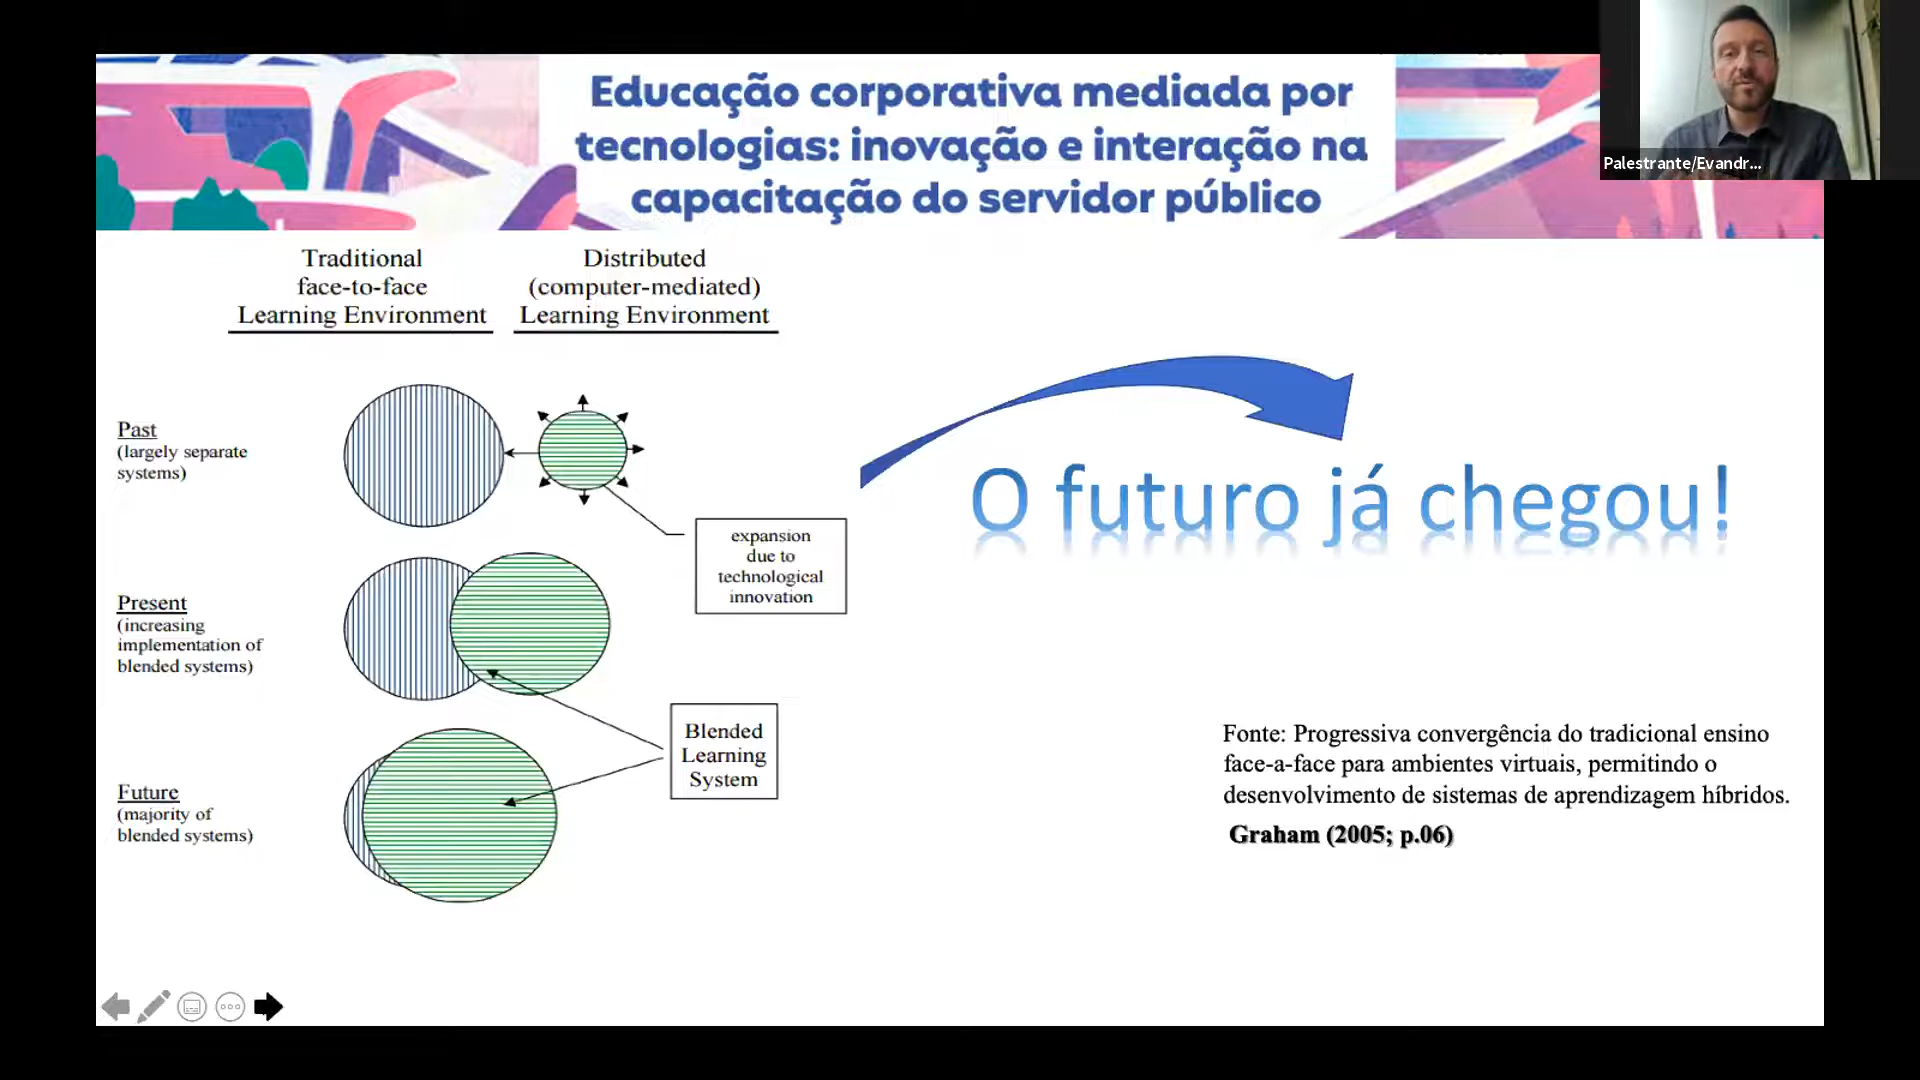 Educação corporativa mediada por
tecnologias: inovação e interação na
capacitação do servidor público
Palestrante/Evandr...
Traditional
face-to-face
Learning Environment
Distributed
(computer-mediated)
Learning Environment
Past
(largely separate
systems)
expansion
due to
technological
innovation
Present
(increasing
implementation of
blended systems)
Blended
Learning
System
Future
(majority of
blended systems)
O futuro já chegou!
Fonte: Progressiva convergência do tradicional ensino
face-a-face para ambientes virtuais, permitindo o
desenvolvimento de sistemas de aprendizagem híbridos.
Graham (2005; p.06)